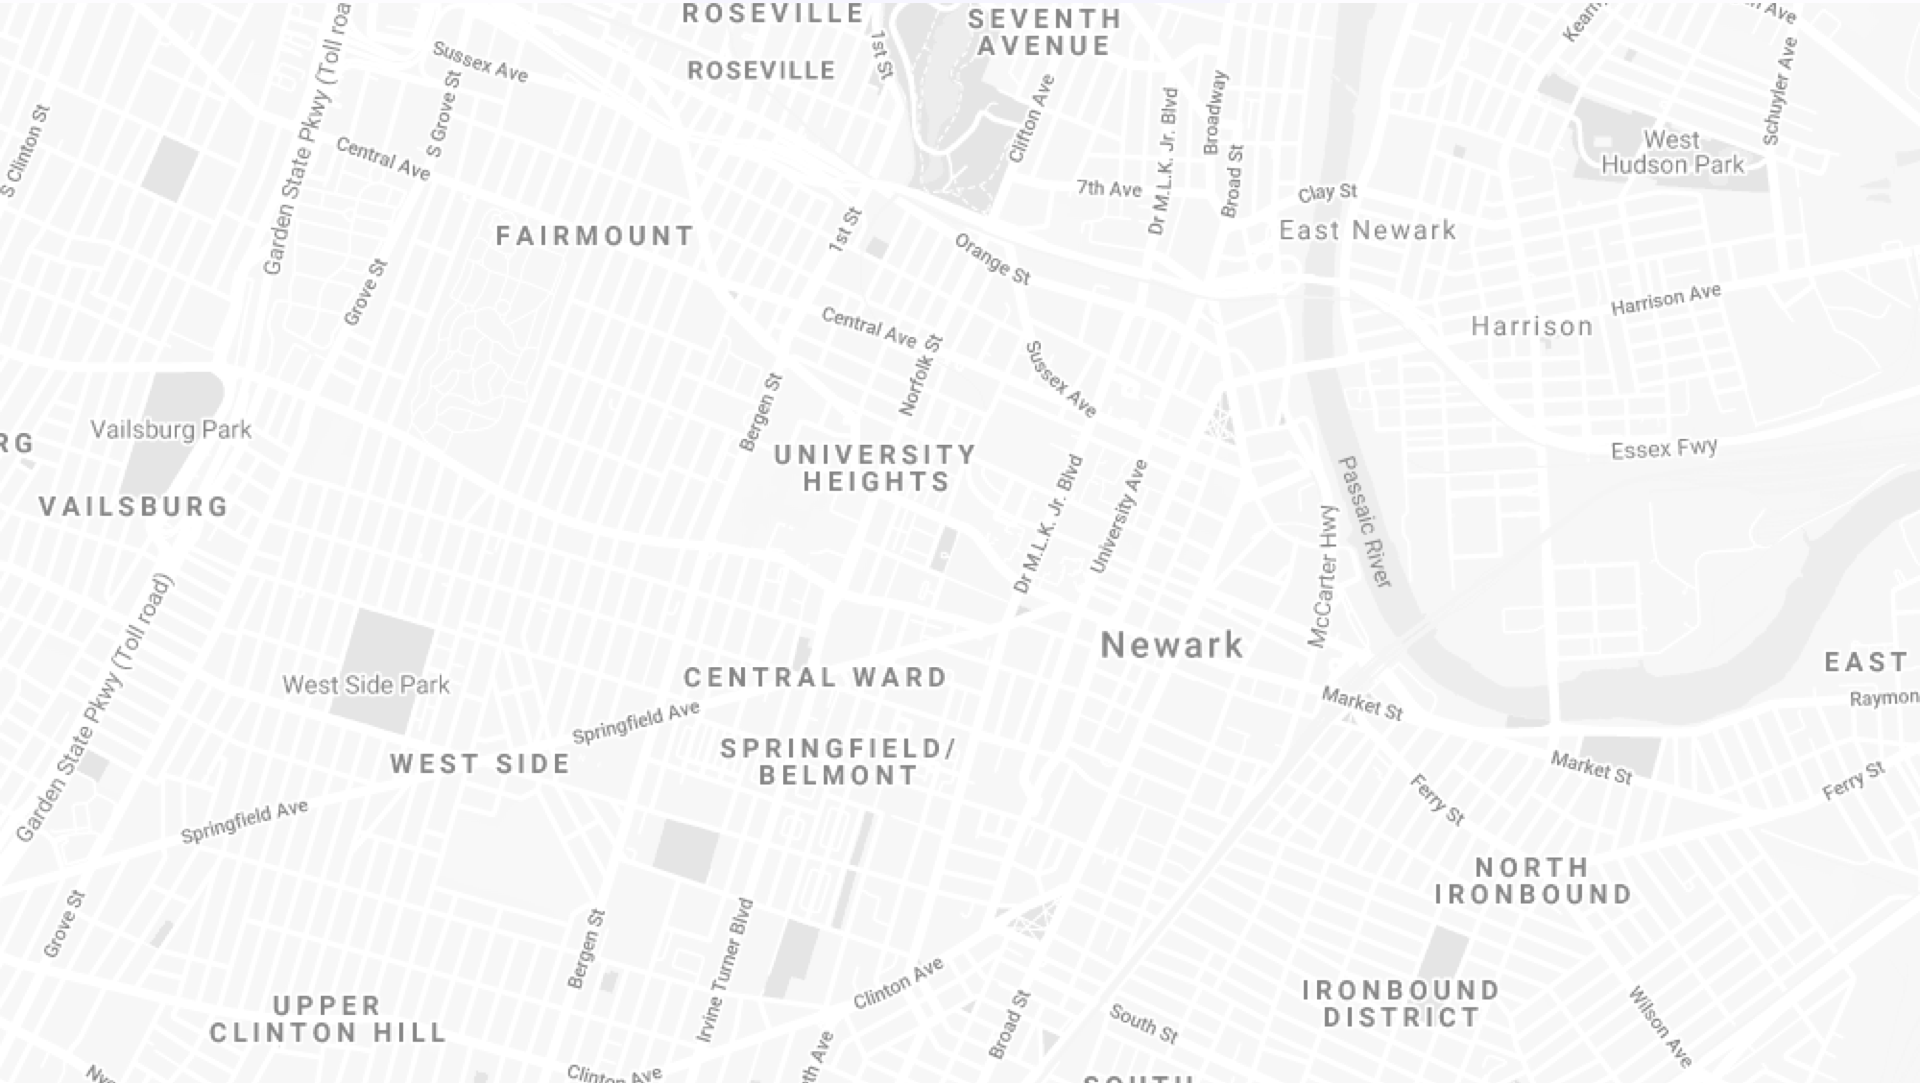 ROSEVILLE
SEVENTH
AVENUE
ROSEVILLE
1st St
Sussex Ave
S Grove St
Garden State Pkwy (Toll roa
S Clinton St
Central Ave
Clifton Ave
Dr M.L.K. Jr. Blvd
Broadway
Broad St
7th Ave
Clay St
East Newark
Schuyler Ave
West
Hudson Park
FAIRMOUNT
1st St
Orange St
Grove St
Harrison Ave
Harrison
Central Ave
Norfolk St
Sussex Ave
Bergen St
Vailsburg Park
RG
VAILSBURG
UNIVERSITY
HEIGHTS
Dr M.L.K. Jr. Blvd
University Ave
Essex Fwy
Passaic River
McCarter Hwy
Newark
Garden State Pkwy (Toll road)
West Side Park
CENTRAL WARD
Springfield Ave
WEST SIDE
SPRINGFIELD/
BELMONT
Market St
EAST
Raymon
Market St
Ferry St
Ferry St
Springfield Ave
Grove St
NORTH
IRONBOUND
Bergen St
Irvine Turner Blvd
Clinton Ave
Broad St
South St
IRONBOUND
DISTRICT
Wilson Ave
UPPER
CLINTON HILL
Clinton Ave